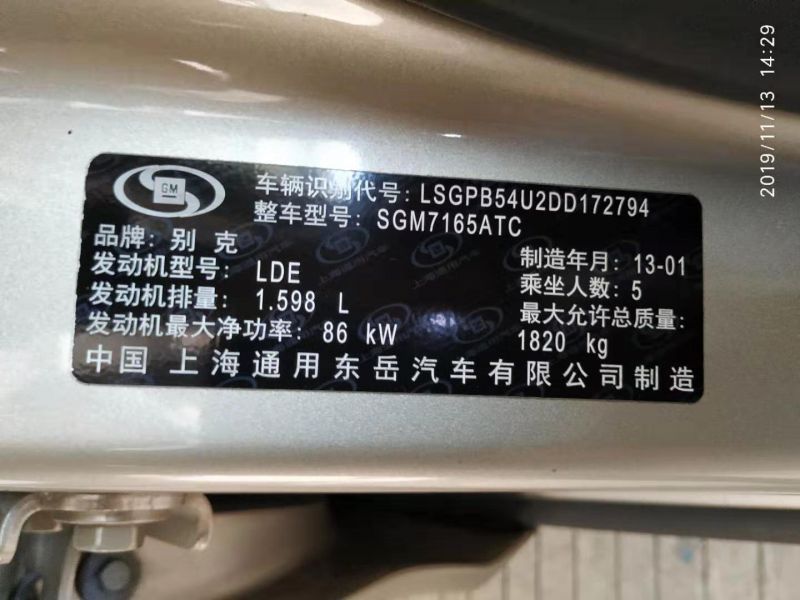 GM
车辆识别代号: LSGPB54U2DD172794
整车型号: SGM7165ATC
品牌: 别 克
发动机型号: LDE
制造年月: 13-01
发动机排量: 1.598 L
乘坐人数: 5
发动机最大净功率: 86 kW
最大允许总质量:
1820 kg
中国 上海通用东岳汽车有限公司制造
2019/11/13 14:29